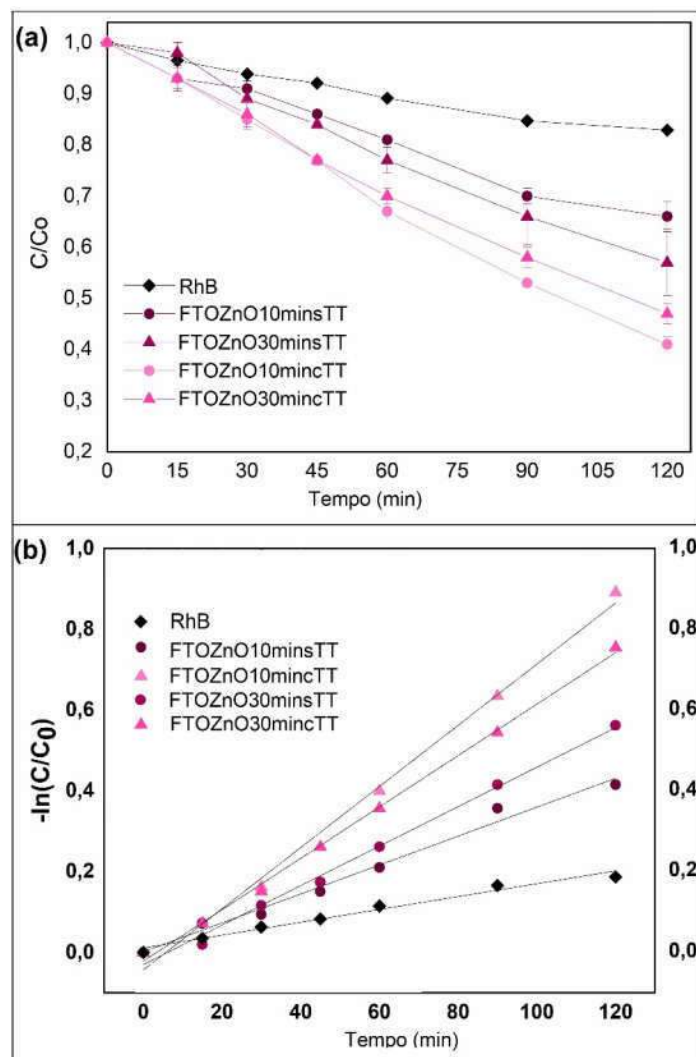 (a)
1,0
0,9
0,8
0,7
0,6
0,5
0,4
0,3
0,2
C/Co
RhB
FTOZnO10minsTT
FTOZnO30minsTT
FTOZnO10mincTT
FTOZnO30mincTT
0 15 30 45 60 75 90 105 120
Tempo (min)
(b)
1,0 1,0
0,8 0,8
0,6 0,6
0,4 0,4
0,2 0,2
0,0 0,0
-ln(C/C0)
RhB
FTOZnO10minsTT
FTOZnO10mincTT
FTOZnO30minsTT
FTOZnO30mincTT
0 20 40 60 80 100 120
Tempo (min)